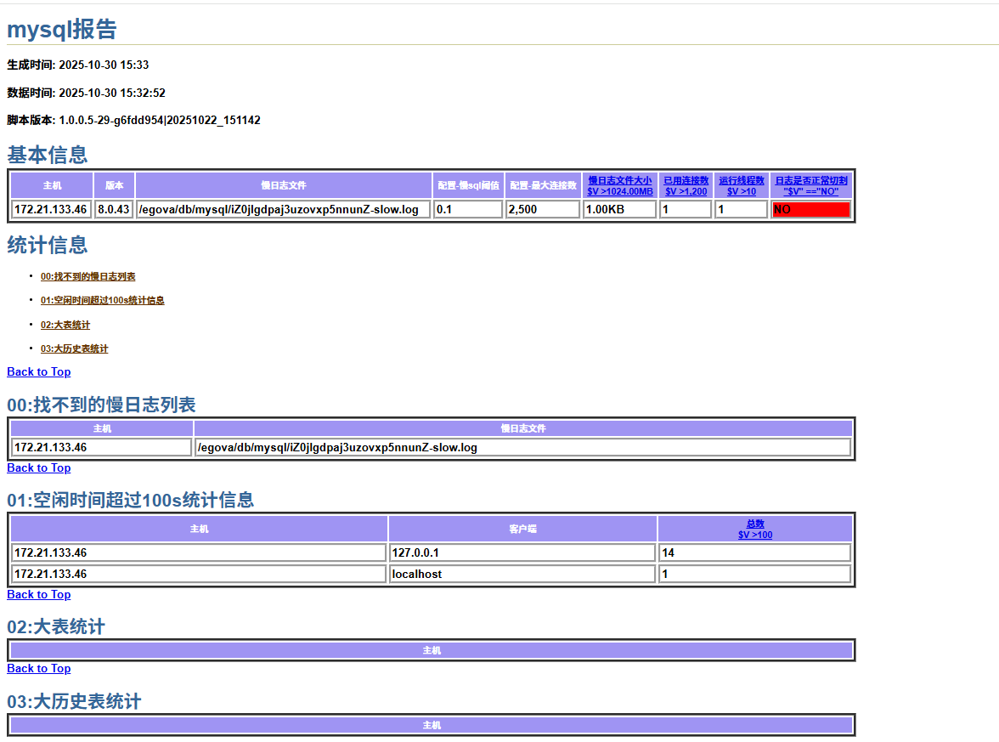 mysql报告
生成时间: 2025-10-30 15:33
数据时间: 2025-10-30 15:32:52
脚本版本: 1.0.0.5-29-g6fdd954|20251022_151142
基本信息
主机 版本 慢日志文件 配置-慢sql阀值 配置-最大连接数 慢日志文件大小 已用连接数 运行线程数 日志是否正常切割
$V >1024.00MB $V >1,200 $V >10 "$V" =="NO"
172.21.133.46 8.0.43 /egova/db/mysql/iZ0jlgdpaj3uzovxp5nnunZ-slow.log 0.1 2,500 1.00KB 1 1 NO
统计信息
• 00:找不到的慢日志列表
• 01:空闲时间超过100s统计信息
• 02:大表统计
• 03:大历史表统计
Back to Top
00:找不到的慢日志列表
主机 慢日志文件
172.21.133.46 /egova/db/mysql/iZ0jlgdpaj3uzovxp5nnunZ-slow.log
Back to Top
01:空闲时间超过100s统计信息
主机 客户端 总数
$V >100
172.21.133.46 127.0.0.1 14
172.21.133.46 localhost 1
Back to Top
02:大表统计
主机
Back to Top
03:大历史表统计
主机